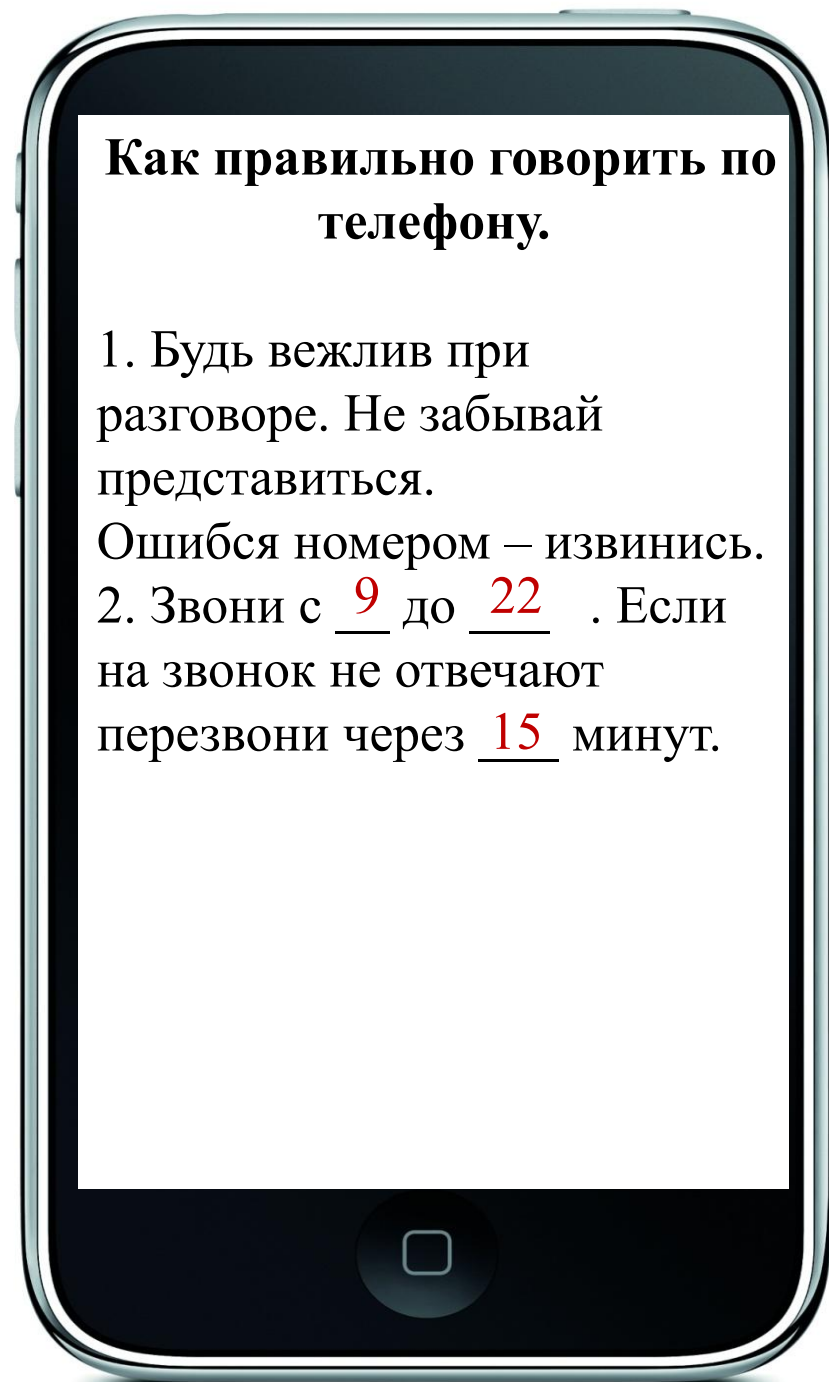 Как правильно говорить по
телефону.
1. Будь вежлив при
разговоре. Не забывай
представиться.
Ошибся номером – извинись.
2. Звони с 9 до 22 . Если
на звонок не отвечают
перезвони через 15 минут.